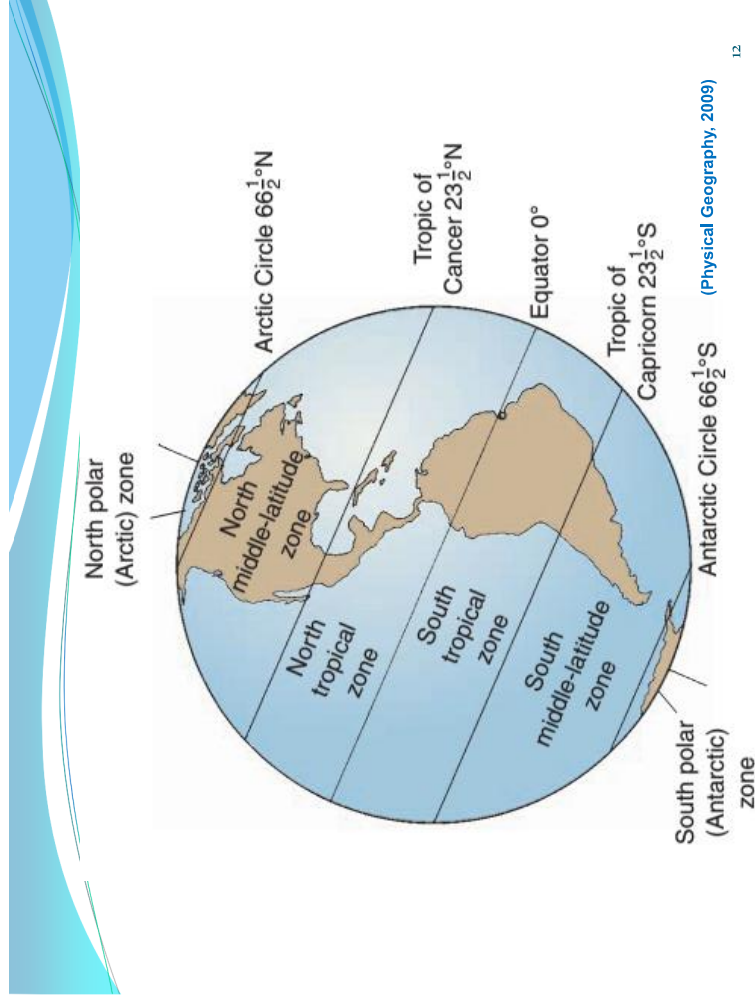 North polar
(Arctic) zone
Arctic Circle 66½°N
North
middle-latitude
zone
Tropic of
Cancer 23½°N
North
tropical
zone
Equator 0°
South
tropical
zone
Tropic of
Capricorn 23½°S
South
middle-latitude
zone
Antarctic Circle 66½°S
South polar
(Antarctic)
zone
(Physical Geography, 2009)
12